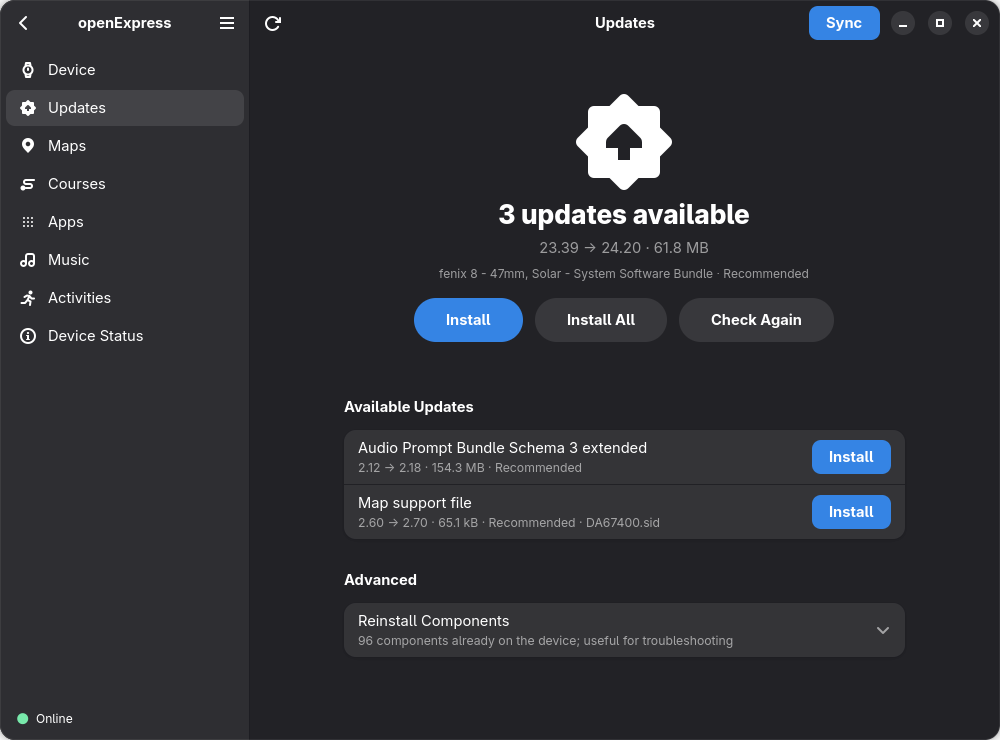 openExpress
Updates
Sync
Device
Updates
Maps
Courses
Apps
Music
Activities
Device Status
3 updates available
23.39 → 24.20 · 61.8 MB
fenix 8 - 47mm, Solar - System Software Bundle · Recommended
Install
Install All
Check Again
Available Updates
Audio Prompt Bundle Schema 3 extended
2.12 → 2.18 · 154.3 MB · Recommended
Install
Map support file
2.60 → 2.70 · 65.1 kB · Recommended · DA67400.sid
Install
Advanced
Reinstall Components
96 components already on the device; useful for troubleshooting
Online